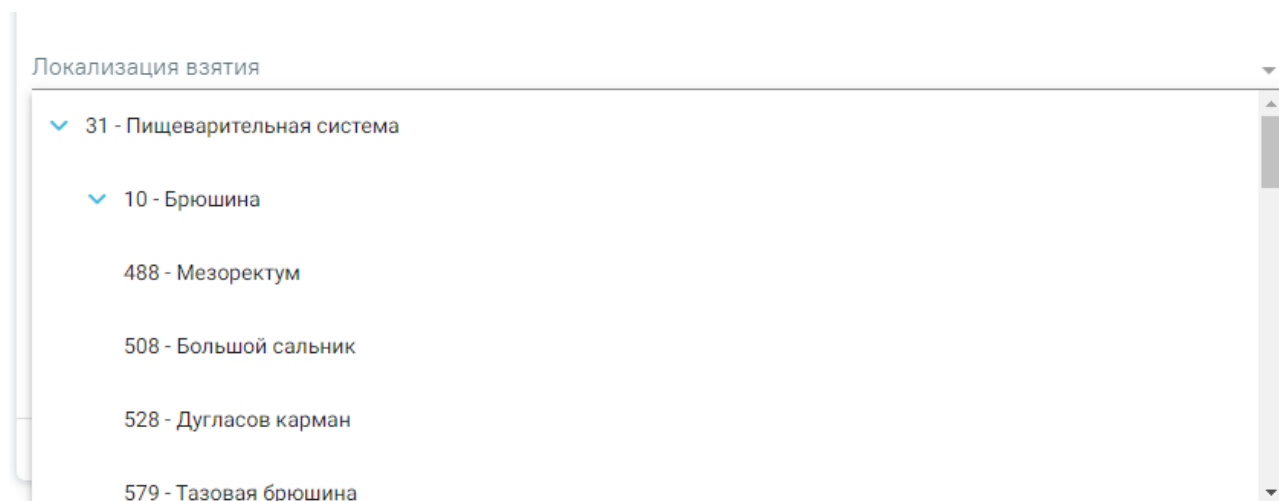 Локализация взятия
31 - Пищеварительная система
10 - Брюшина
488 - Мезоректум
508 - Большой сальник
528 - Дугласов карман
579 - Тазовая брюшина